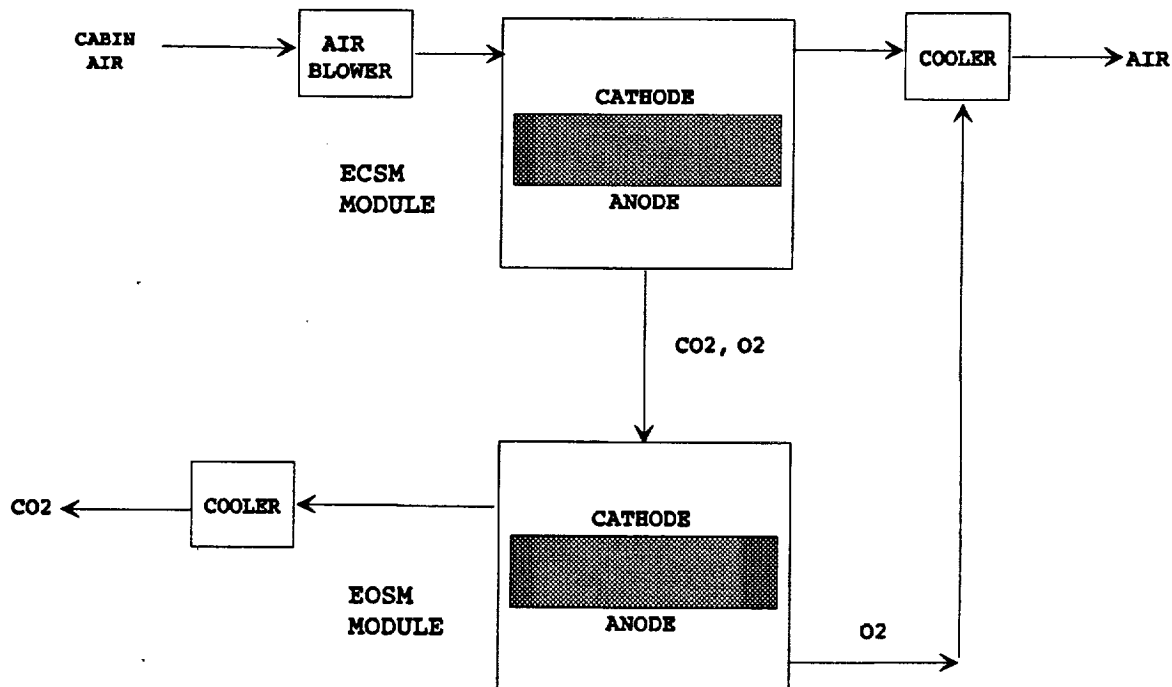 CABIN
AIR
AIR
BLOWER
COOLER
AIR
CATHODE
ECSM
MODULE
ANODE
CO2, O2
CO2
COOLER
CATHODE
EOSM
MODULE
ANODE
O2